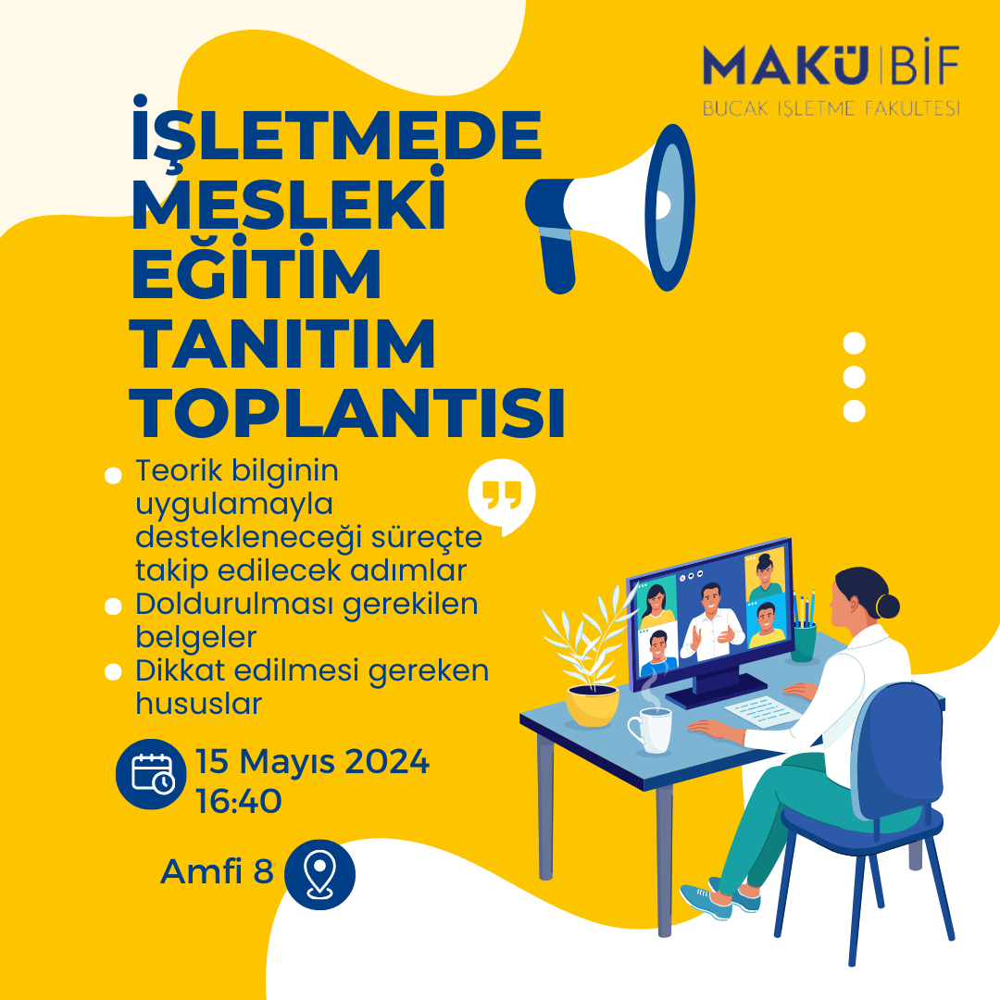 MAKÜ|BİF
BUCAK İŞLETME FAKÜLTESİ
İŞLETMEDE
MESLEKİ
EĞİTİM
TANITIM
TOPLANTISI
Teorik bilginin
uygulamayla
destekleneceği süreçte
takip edilecek adımlar
Doldurulması gerekilen
belgeler
Dikkat edilmesi gereken
hususlar
15 Mayıs 2024
16:40
Amfi 8